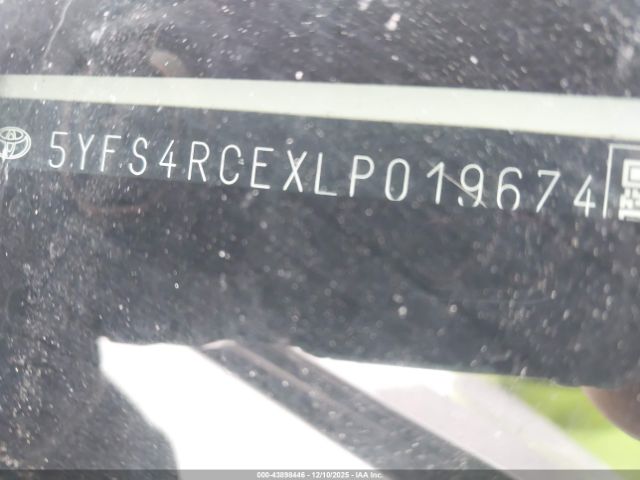 5YFS4RCEXLP019674
000-43898446 - 12/10/2025 - IAA Inc.